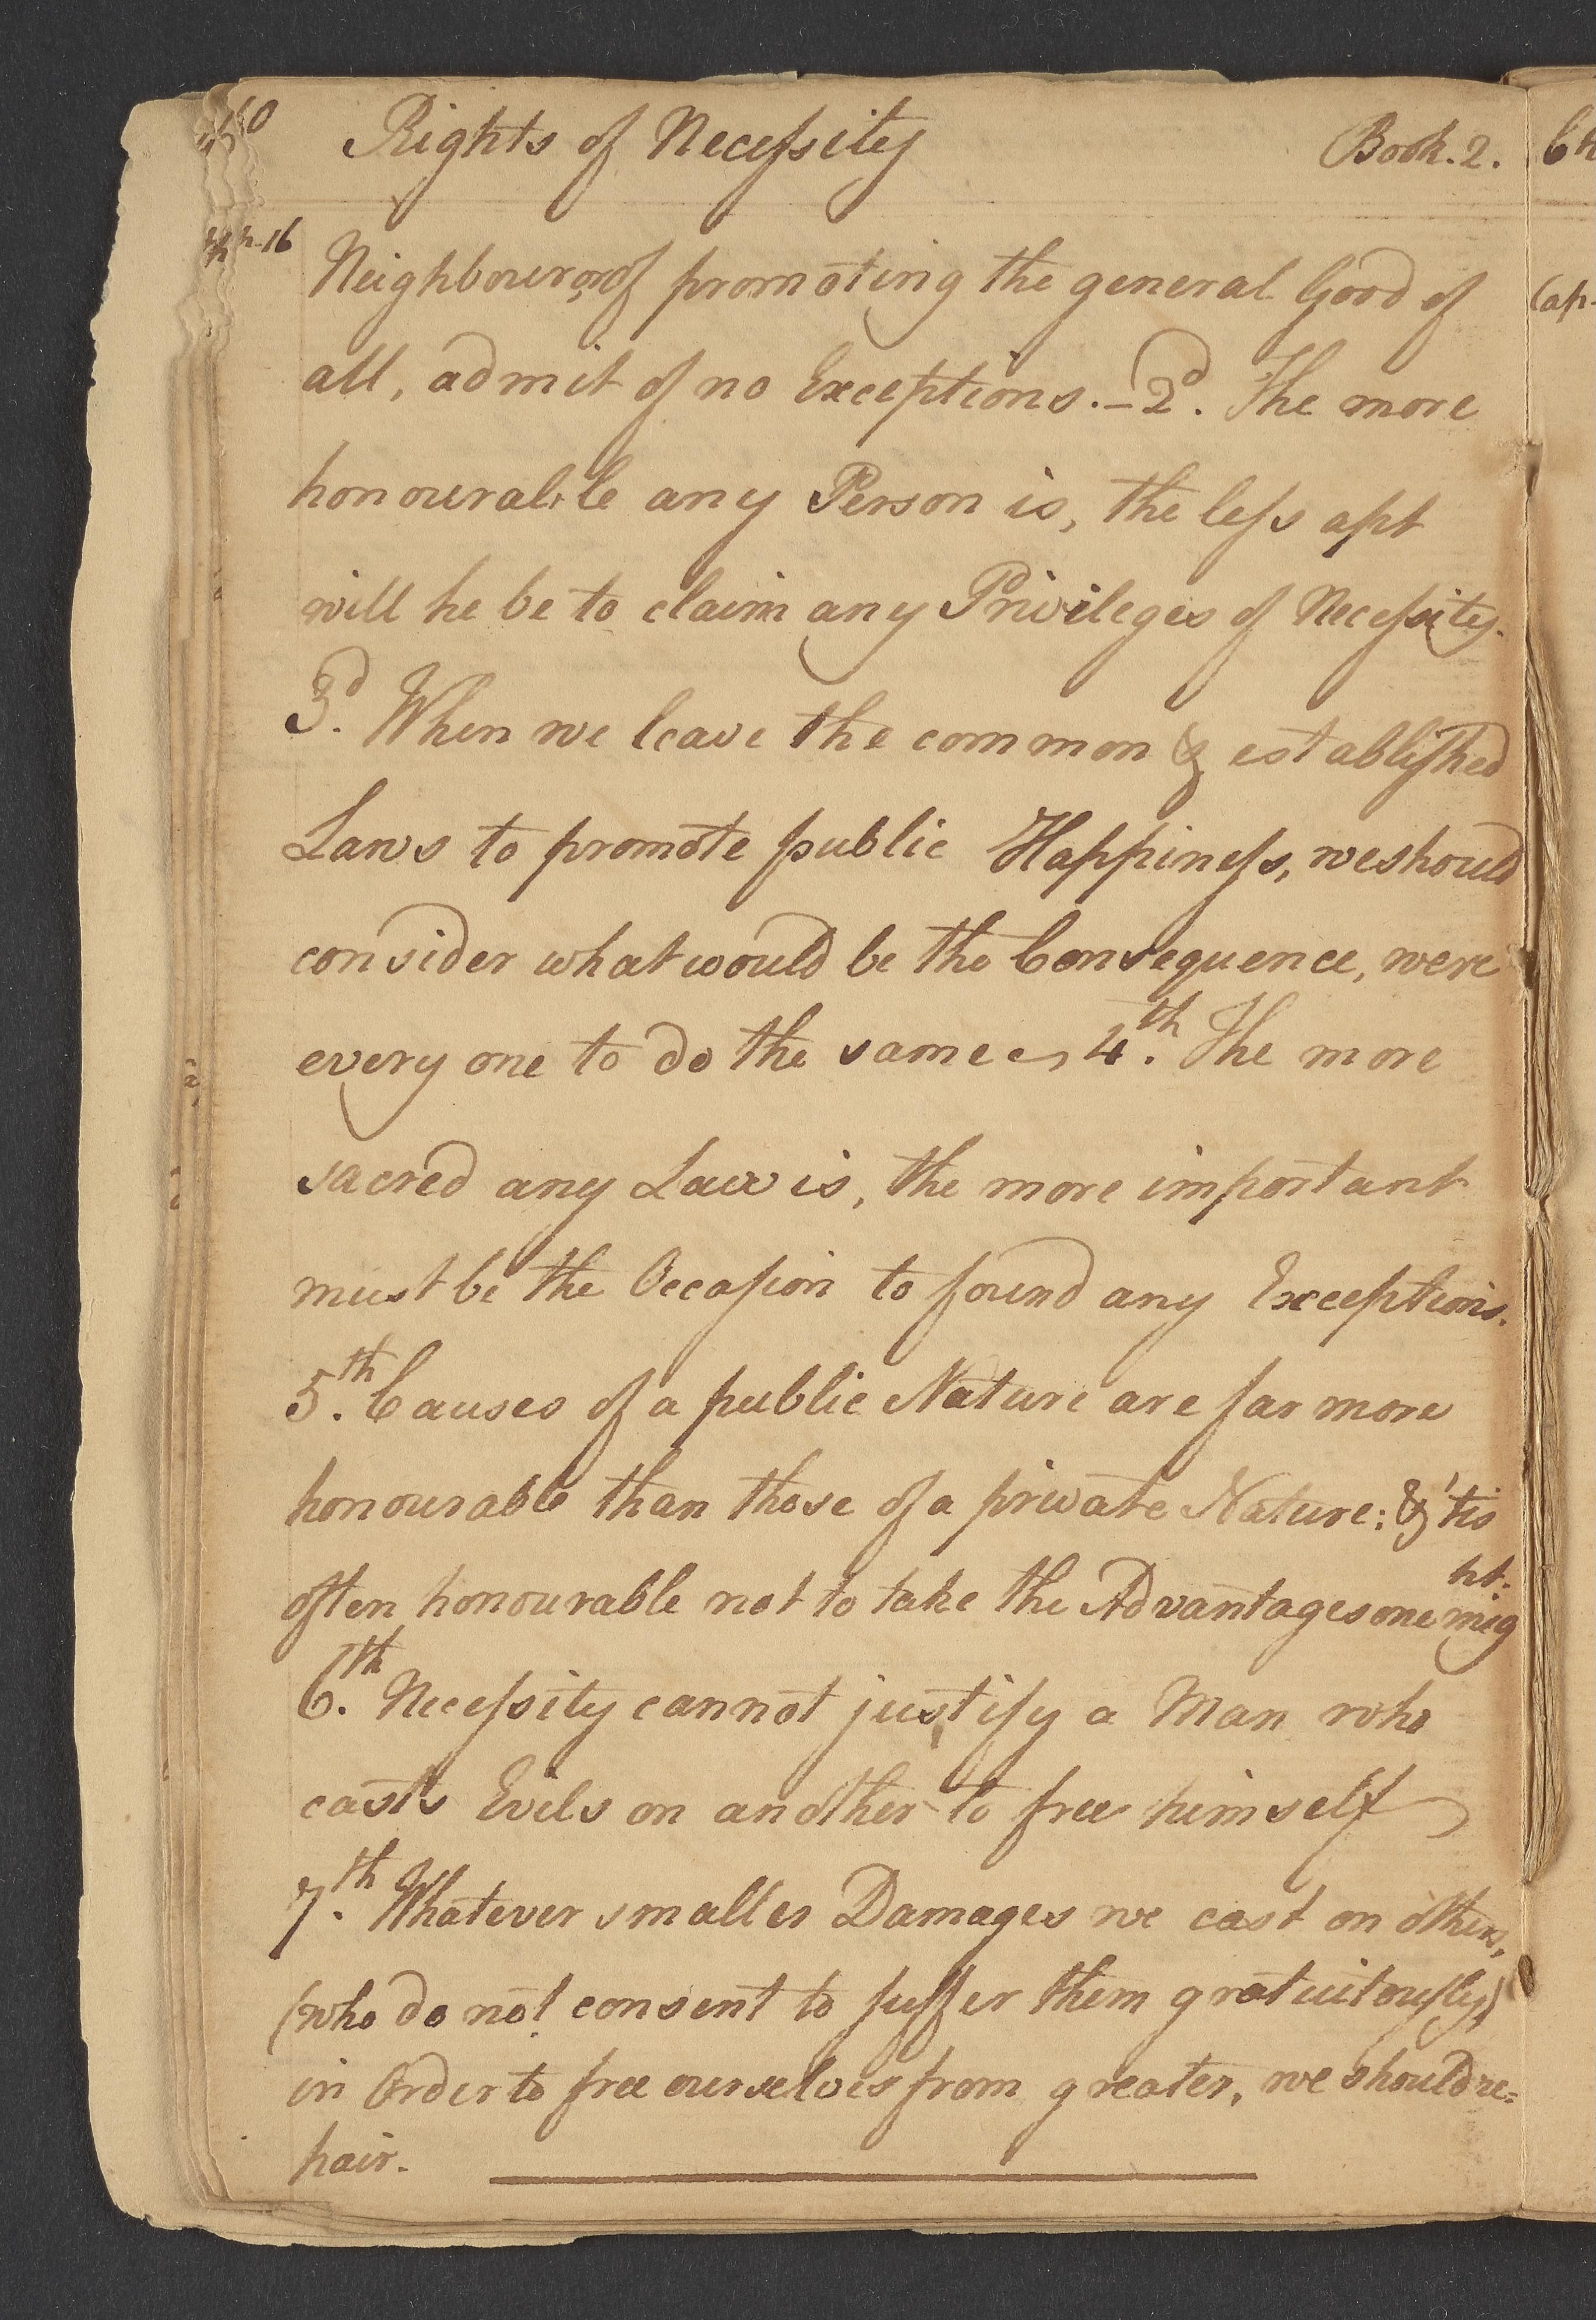 Rights of Necessity Book. 2.
16
Neighbour, or of promoting the general Good of
all, admit of no Exceptions. – 2d. The more
honourable any Person is, the less apt
will he be to claim any Privileges of Necessity.
3d. When we leave the common & established
Laws to promote public Happiness, we should
consider what would be the Consequence, were
every one to do the same 4th. The more
sacred any Law is, the more important
must be the Occasion to found any Exceptions.
5th. Causes of a public Nature are far more
honourable than those of a private Nature; & 'tis
often honourable not to take the Advantages one might.
6th. Necessity cannot justify a Man who
casts Evils on another to free himself
7th. Whatever smaller Damages we cast on others,
(who do not consent to suffer them gratuitously)
in Order to free ourselves from greater, we should re=
pair.